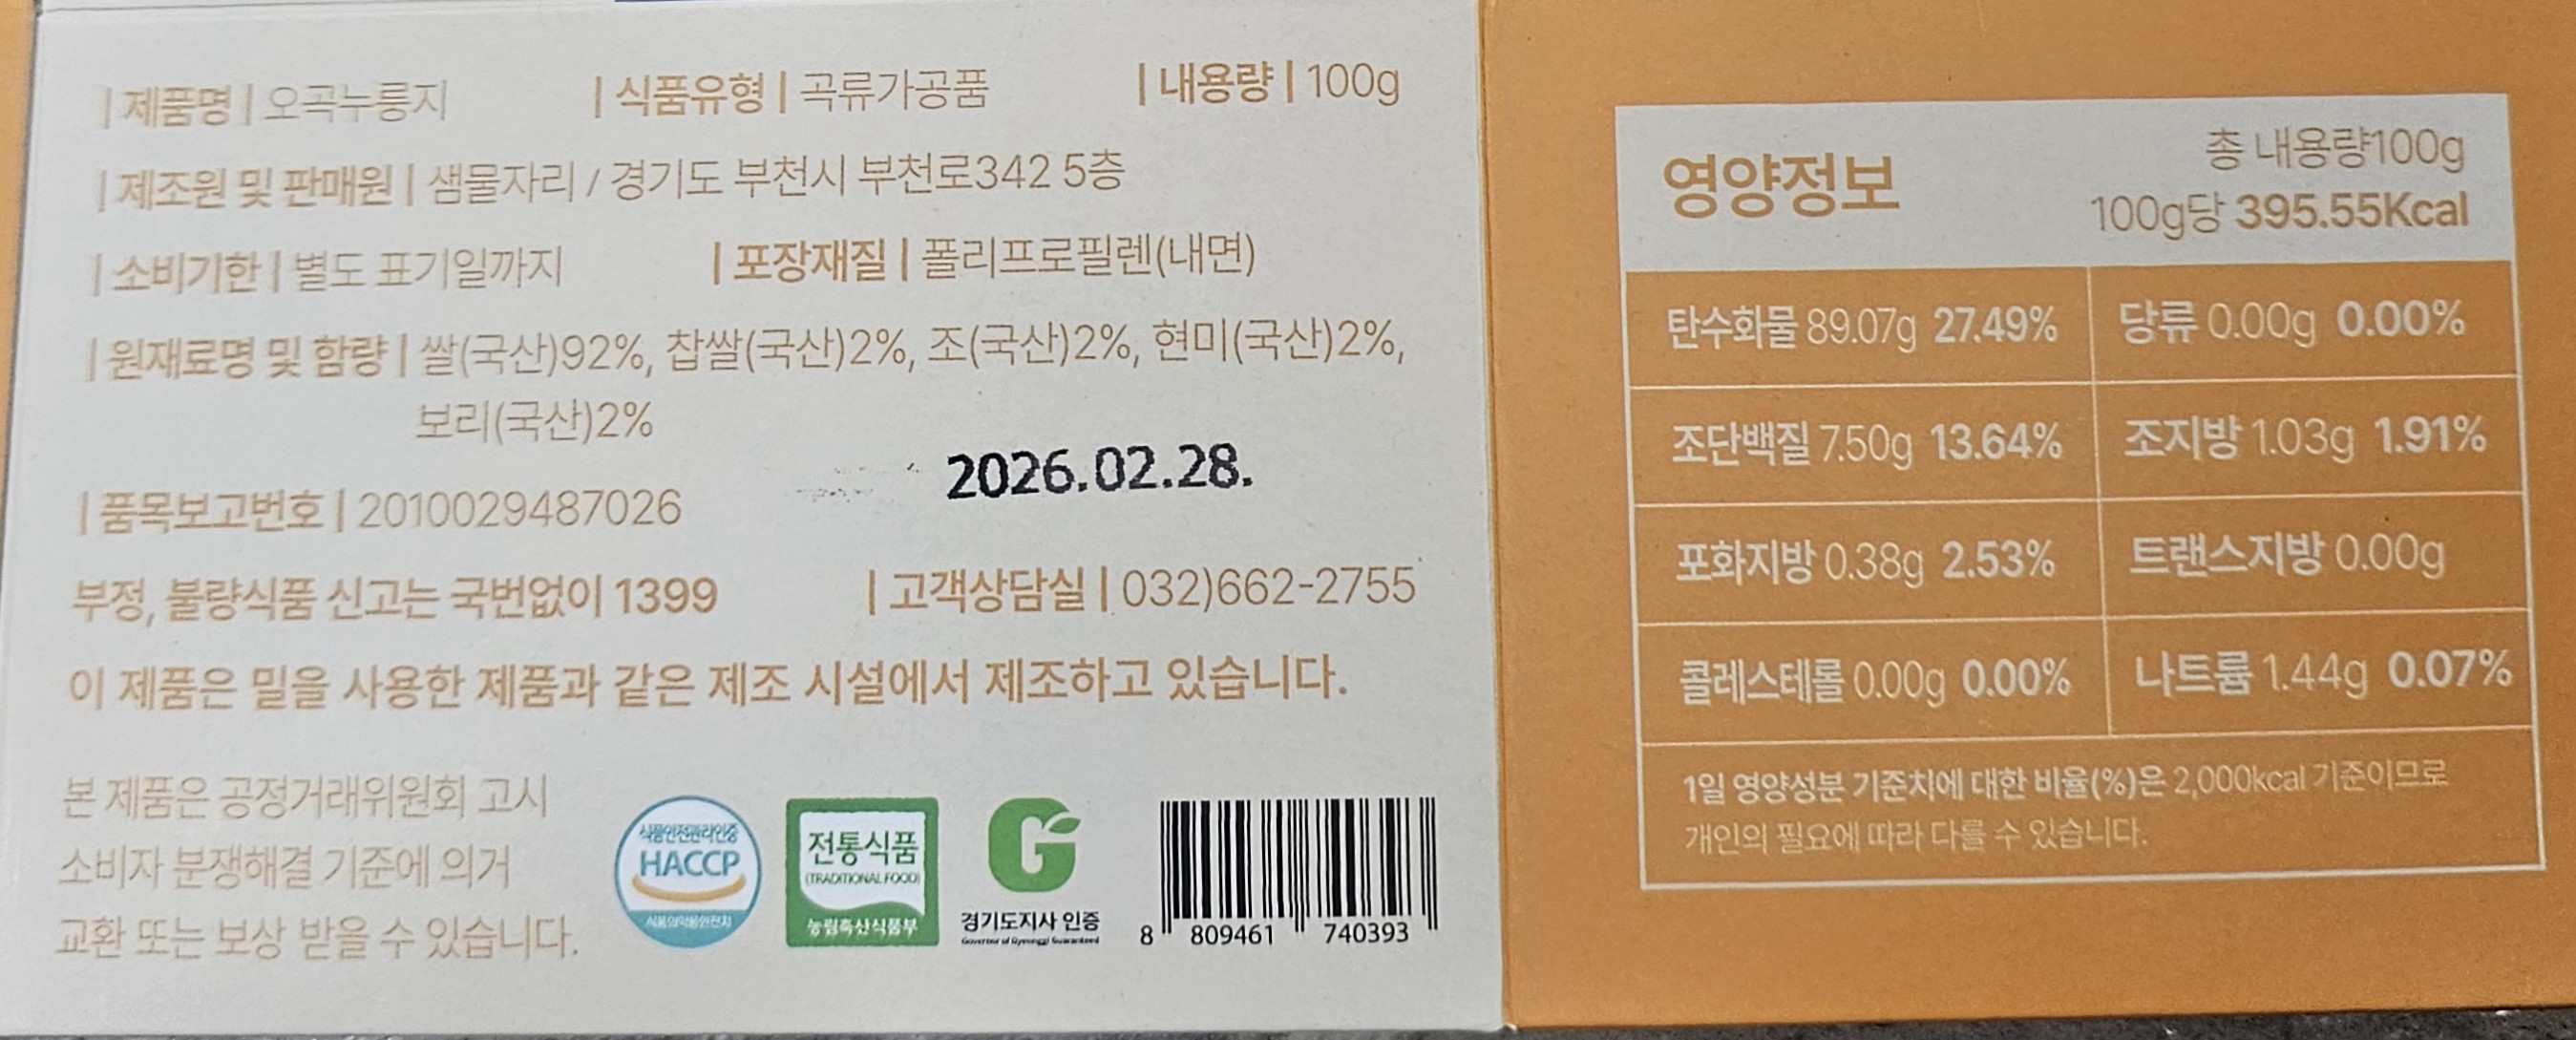 | 제품명 | 오곡누룽지 | 식품유형 | 곡류가공품 | 내용량 | 100g
| 제조원 및 판매원 | 샘물자리 / 경기도 부천시 부천로342 5층
| 소비기한 | 별도 표기일까지 | 포장재질 | 폴리프로필렌(내면)
| 원재료명 및 함량 | 쌀(국산)92%, 찹쌀(국산)2%, 조(국산)2%, 현미(국산)2%,
보리(국산)2%
2026.02.28.
| 품목보고번호 | 2010029487026
부정, 불량식품 신고는 국번없이 1399 | 고객상담실 | 032)662-2755
이 제품은 밀을 사용한 제품과 같은 제조 시설에서 제조하고 있습니다.
본 제품은 공정거래위원회 고시
소비자 분쟁해결 기준에 의거
교환 또는 보상 받을 수 있습니다.
식품안전관리인증
HACCP
식품의약품안전처
전통식품
(TRADITIONAL FOOD)
농림축산식품부
G
경기도지사 인증
Governor of Gyeonggi Guaranteed
8 809461 740393
영양정보
총 내용량100g
100g당 395.55Kcal
탄수화물 89.07g 27.49% 당류 0.00g 0.00%
조단백질 7.50g 13.64% 조지방 1.03g 1.91%
포화지방 0.38g 2.53% 트랜스지방 0.00g
콜레스테롤 0.00g 0.00% 나트륨 1.44g 0.07%
1일 영양성분 기준치에 대한 비율(%)은 2,000kcal 기준이므로
개인의 필요에 따라 다를 수 있습니다.